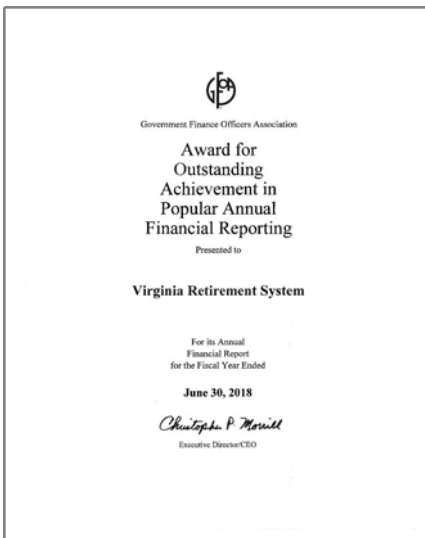 GFOA
Government Finance Officers Association
Award for
Outstanding
Achievement in
Popular Annual
Financial Reporting
Presented to
Virginia Retirement System
For its Annual
Financial Report
for the Fiscal Year Ended
June 30, 2018
Christopher P. Morrill
Executive Director/CEO